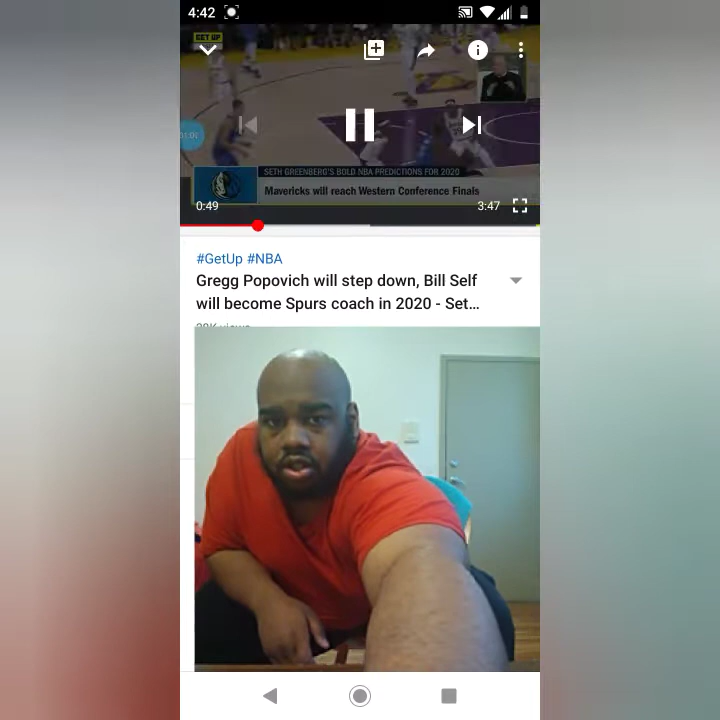 4:42
GET UP
SETH GREENBERG'S BOLD NBA PREDICTIONS FOR 2020
Mavericks will reach Western Conference Finals
0:49
3:47
#GetUp #NBA
Gregg Popovich will step down, Bill Self
will become Spurs coach in 2020 - Set...